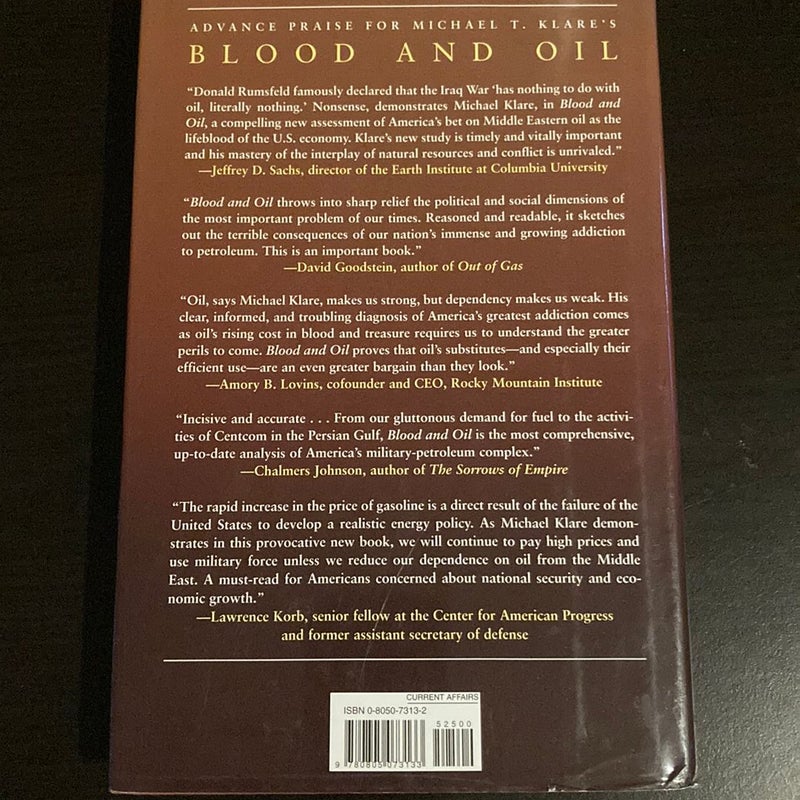 ADVANCE PRAISE FOR MICHAEL T. KLARE'S
BLOOD AND OIL
“Donald Rumsfeld famously declared that the Iraq War ‘has nothing to do with
oil, literally nothing.’ Nonsense, demonstrates Michael Klare, in Blood and
Oil, a compelling new assessment of America’s bet on Middle Eastern oil as the
lifeblood of the U.S. economy. Klare’s new study is timely and vitally important
and his mastery of the interplay of natural resources and conflict is unrivaled.”
—Jeffrey D. Sachs, director of the Earth Institute at Columbia University
“Blood and Oil throws into sharp relief the political and social dimensions of
the most important problem of our times. Reasoned and readable, it sketches
out the terrible consequences of our nation’s immense and growing addiction
to petroleum. This is an important book.”
—David Goodstein, author of Out of Gas
“Oil, says Michael Klare, makes us strong, but dependency makes us weak. His
clear, informed, and troubling diagnosis of America’s greatest addiction comes
as oil’s rising cost in blood and treasure requires us to understand the greater
perils to come. Blood and Oil proves that oil’s substitutes—and especially their
efficient use—are an even greater bargain than they look.”
—Amory B. Lovins, cofounder and CEO, Rocky Mountain Institute
“Incisive and accurate . . . From our gluttonous demand for fuel to the activi-
ties of Centcom in the Persian Gulf, Blood and Oil is the most comprehensive,
up-to-date analysis of America’s military-petroleum complex.”
—Chalmers Johnson, author of The Sorrows of Empire
“The rapid increase in the price of gasoline is a direct result of the failure of the
United States to develop a realistic energy policy. As Michael Klare demon-
strates in this provocative new book, we will continue to pay high prices and
use military force unless we reduce our dependence on oil from the Middle
East. A must-read for Americans concerned about national security and eco-
nomic growth.”
—Lawrence Korb, senior fellow at the Center for American Progress
and former assistant secretary of defense
CURRENT AFFAIRS
ISBN 0-8050-7313-2
52500
9 780805 073133